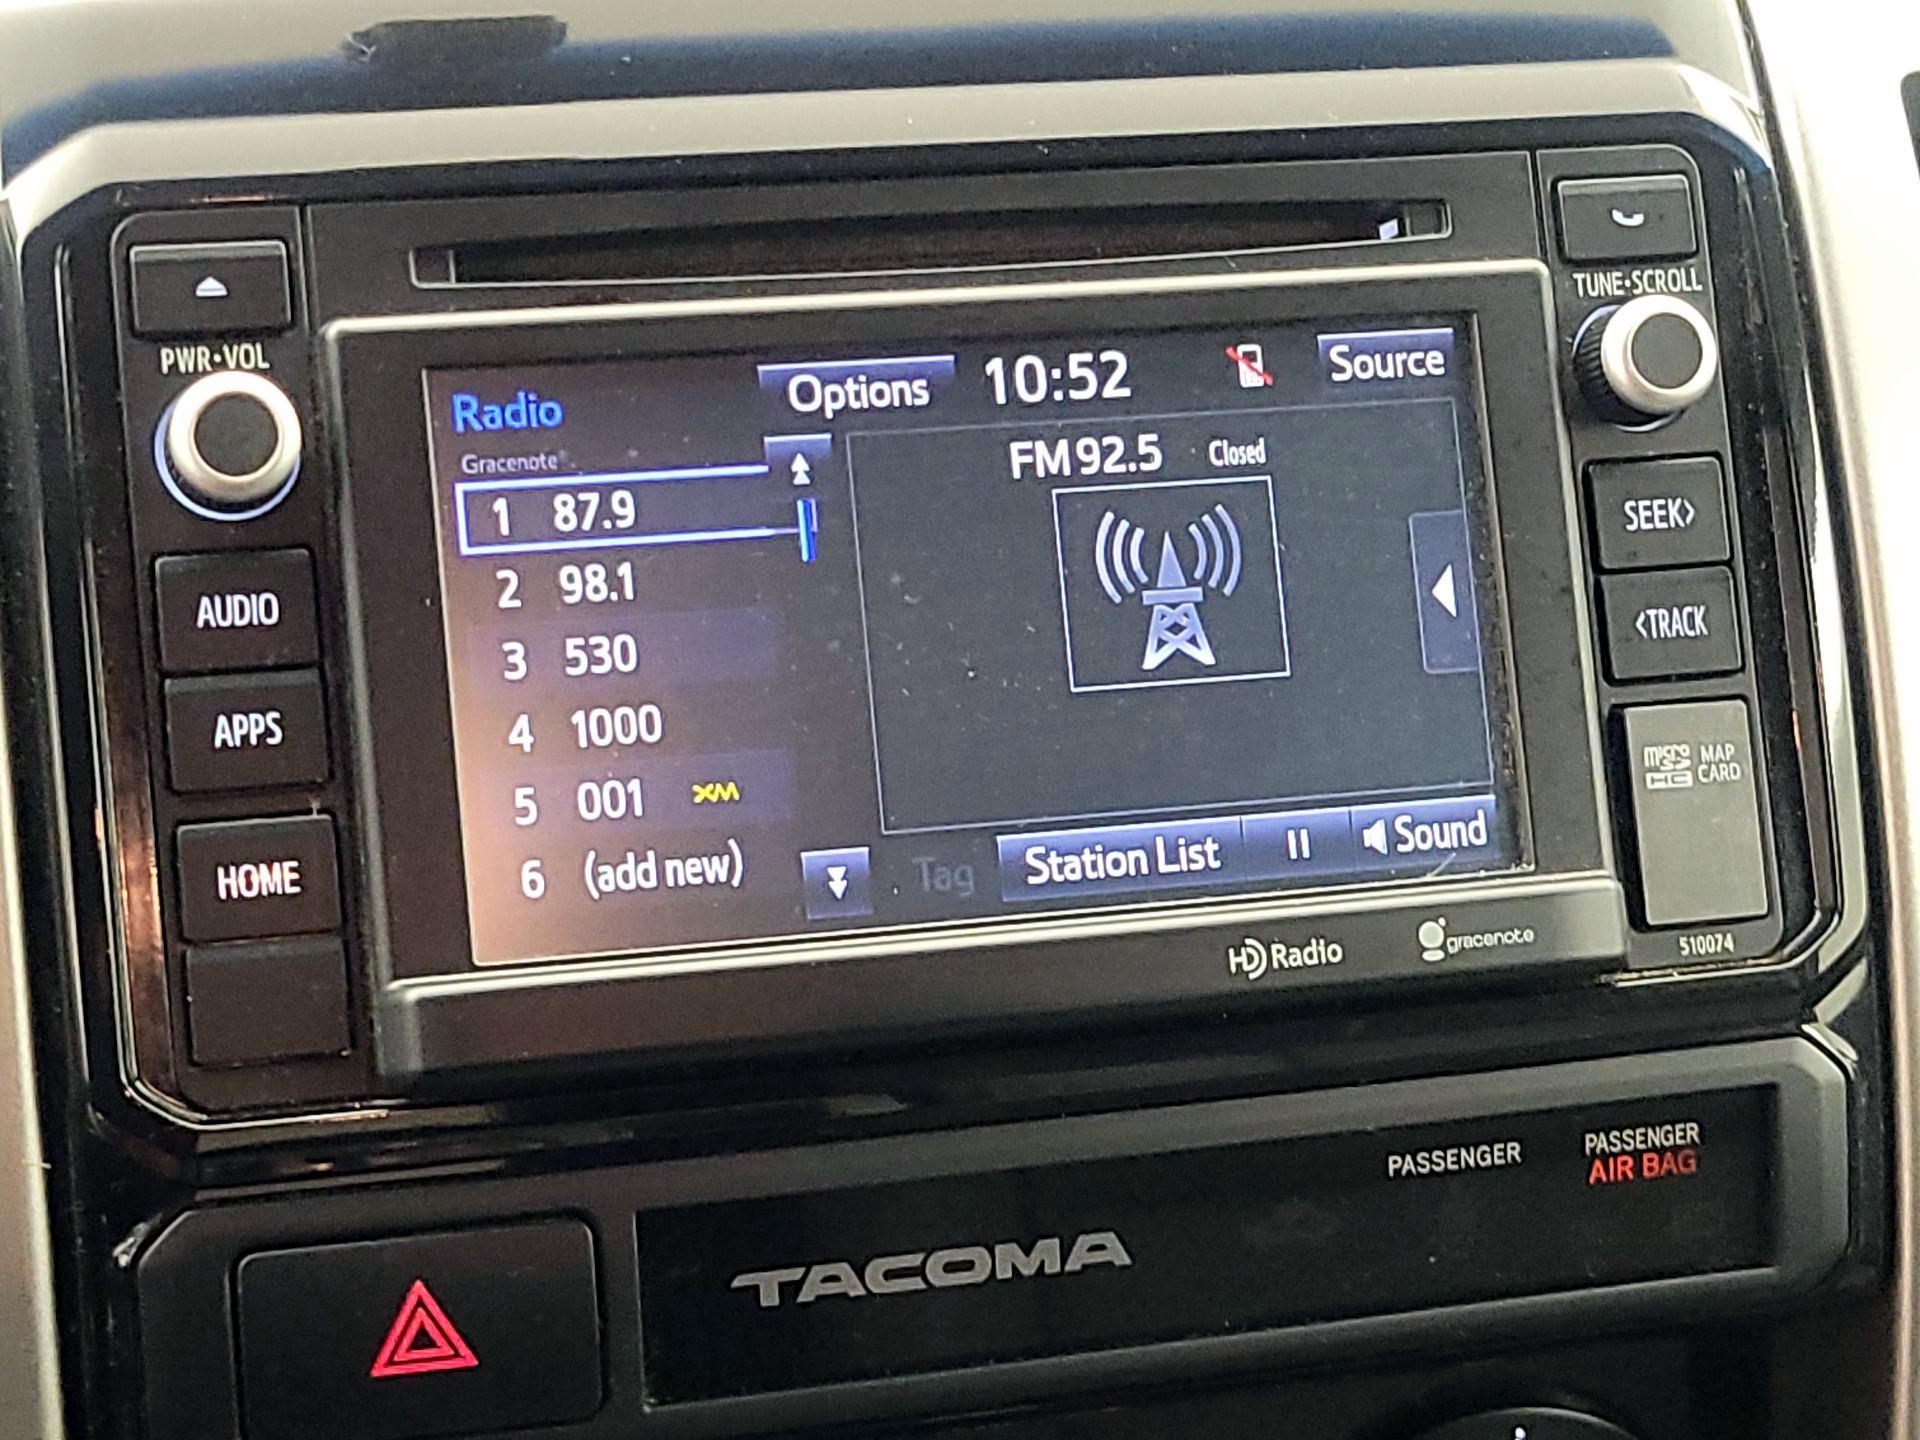 PWR•VOL
AUDIO
APPS
HOME
Radio
Options
10:52
Source
Gracenote
1 87.9
2 98.1
3 530
4 1000
5 001 XM
6 (add new)
FM 92.5 Closed
Tag
Station List
Sound
HD Radio
gracenote
TUNE•SCROLL
SEEK>
<TRACK
micro SD HC
MAP CARD
510074
PASSENGER
PASSENGER
AIR BAG
TACOMA